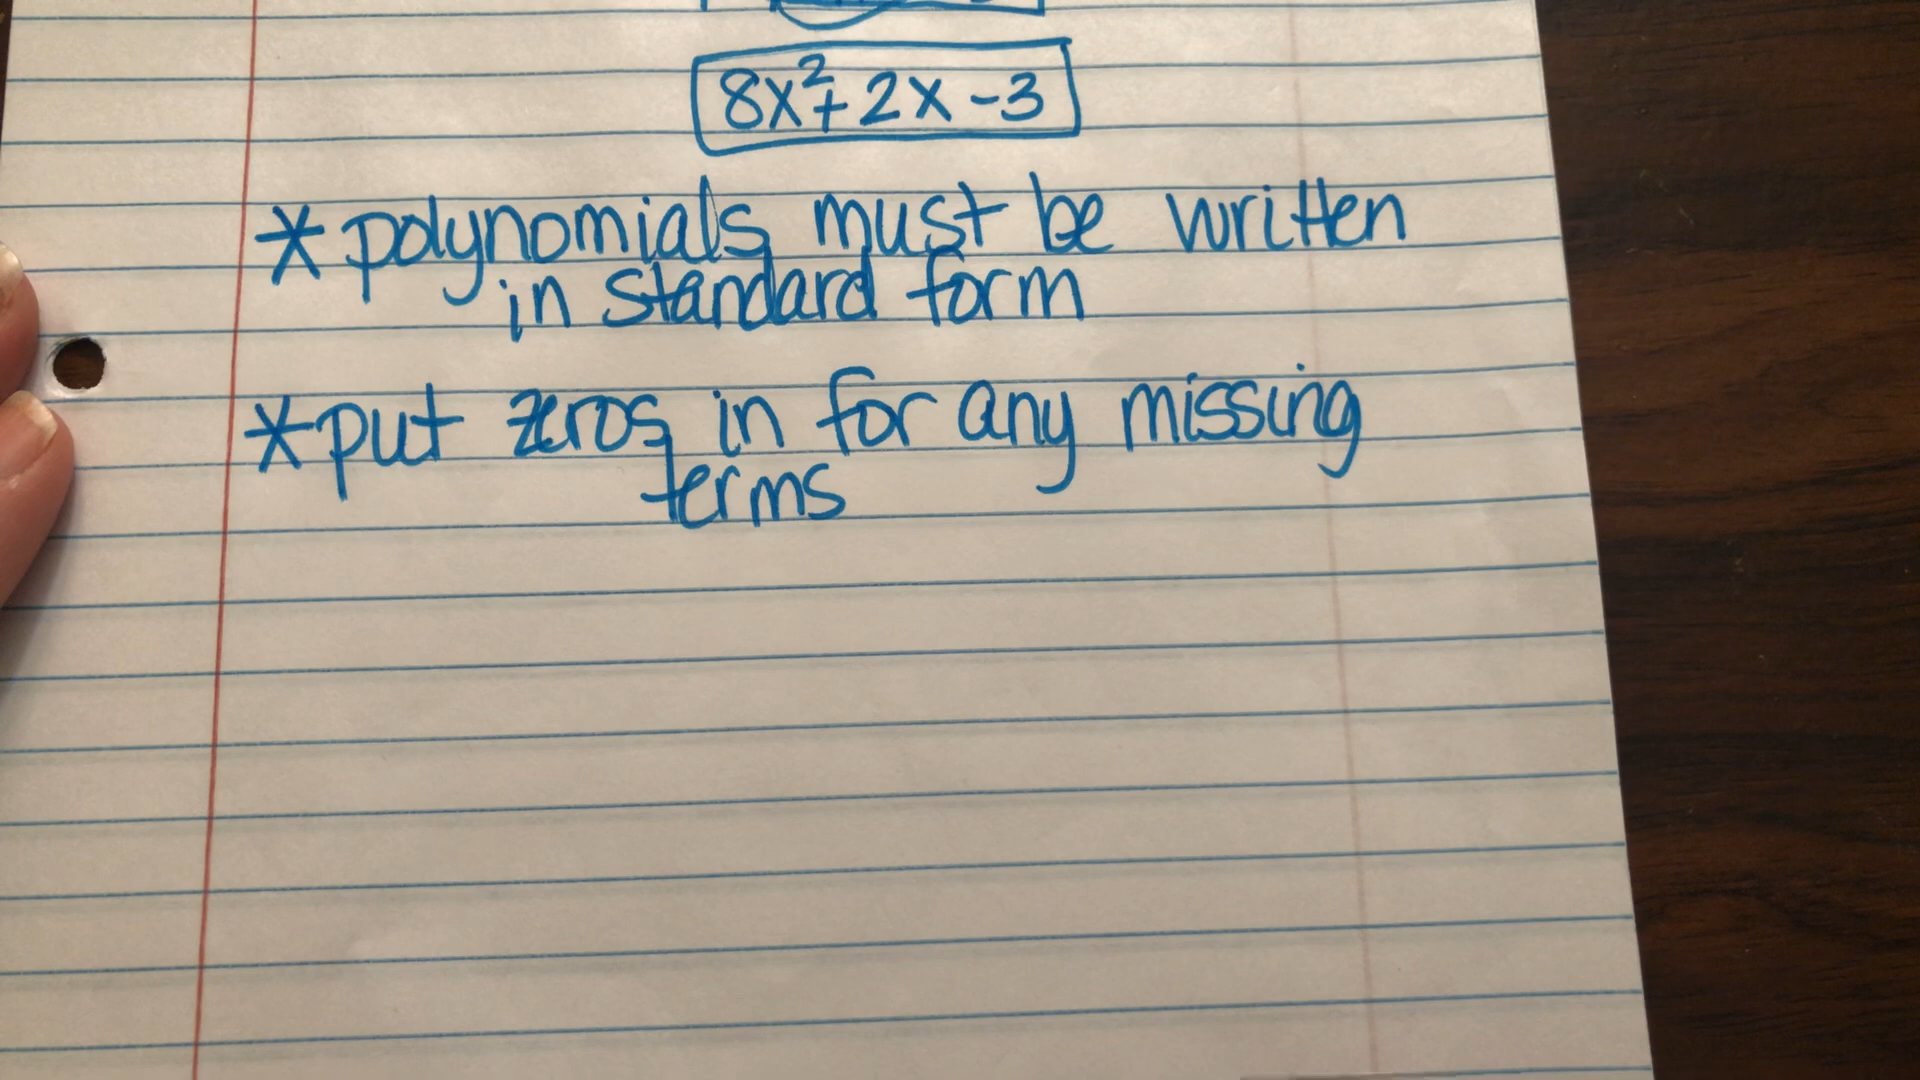 8x²+2x-3
*polynomials must be written
in standard form
*put zeros in for any missing
terms